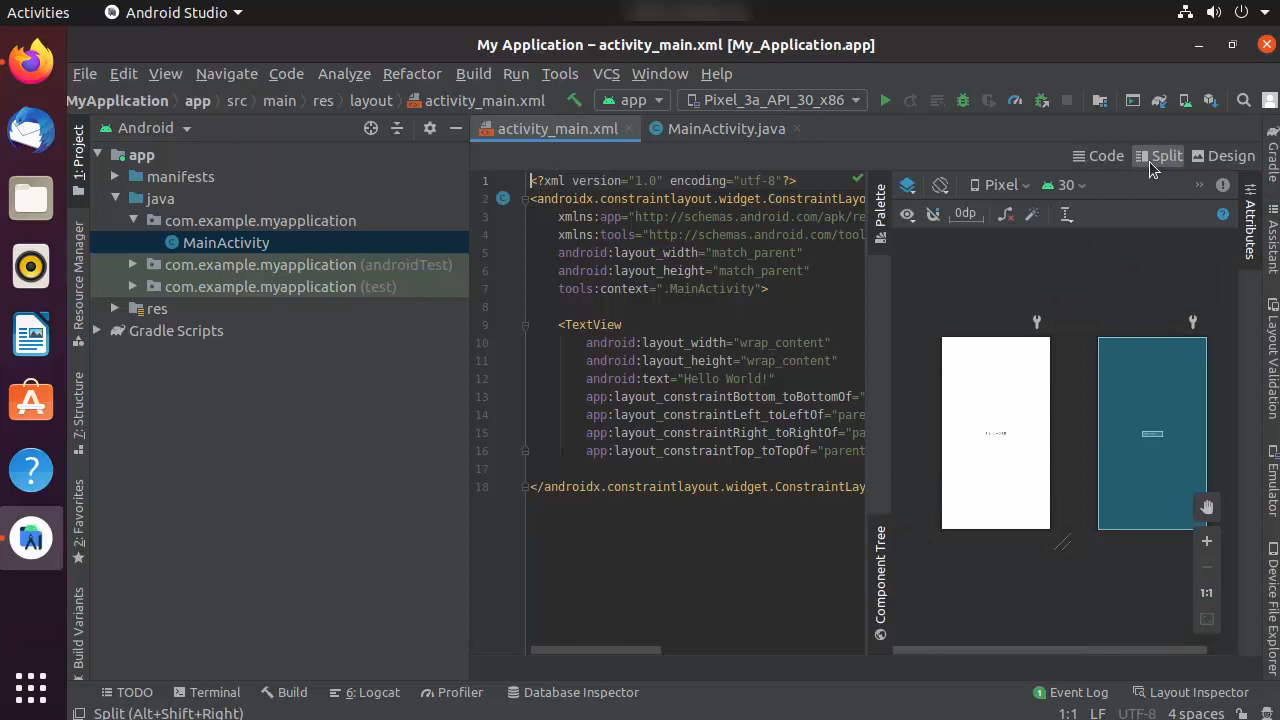 Activities
Android Studio
My Application – activity_main.xml [My_Application.app]
File Edit View Navigate Code Analyze Refactor Build Run Tools VCS Window Help
MyApplication app src main res layout activity_main.xml app Pixel_3a_API_30_x86
1: Project
Android
activity_main.xml
MainActivity.java
Gradle
app
manifests
java
com.example.myapplication
MainActivity
com.example.myapplication (androidTest)
com.example.myapplication (test)
res
Gradle Scripts
Resource Manager
7: Structure
2: Favorites
Build Variants
Code Split Design
1 <?xml version="1.0" encoding="utf-8"?>
2 <androidx.constraintlayout.widget.ConstraintLayo
3 xmlns:app="http://schemas.android.com/apk/re
4 xmlns:tools="http://schemas.android.com/tool
5 android:layout_width="match_parent"
6 android:layout_height="match_parent"
7 tools:context=".MainActivity">
8
9 <TextView
10 android:layout_width="wrap_content"
11 android:layout_height="wrap_content"
12 android:text="Hello World!"
13 app:layout_constraintBottom_toBottomOf="
14 app:layout_constraintLeft_toLeftOf="pare
15 app:layout_constraintRight_toRightOf="pa
16 app:layout_constraintTop_toTopOf="parent
17
18 </androidx.constraintlayout.widget.ConstraintLay
Palette
Component Tree
Pixel 30
0dp
1:1
Attributes
Assistant
Layout Validation
Emulator
Device File Explorer
TODO Terminal Build 6: Logcat Profiler Database Inspector 1 Event Log Layout Inspector
Split (Alt+Shift+Right) 1:1 LF UTF-8 4 spaces